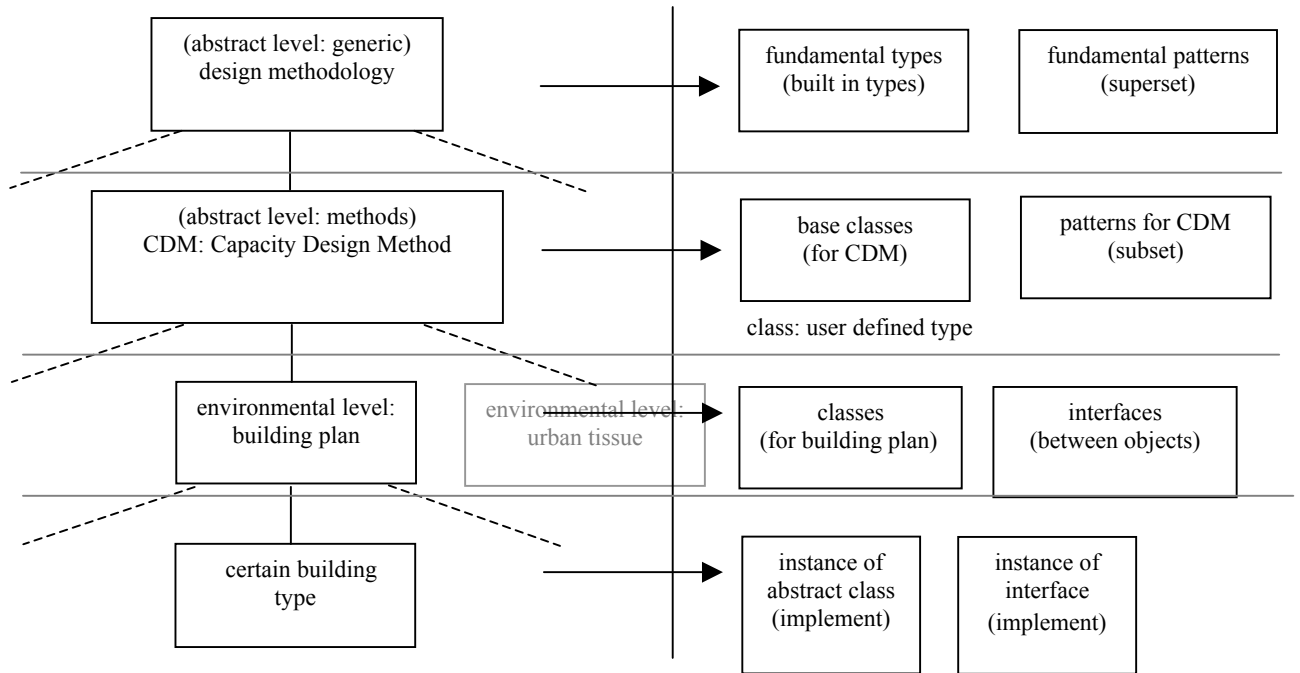 (abstract level: generic)
design methodology
fundamental types
(built in types)
fundamental patterns
(superset)
(abstract level: methods)
CDM: Capacity Design Method
base classes
(for CDM)
patterns for CDM
(subset)
class: user defined type
environmental level:
building plan
environmental level:
urban tissue
classes
(for building plan)
interfaces
(between objects)
certain building
type
instance of
abstract class
(implement)
instance of
interface
(implement)